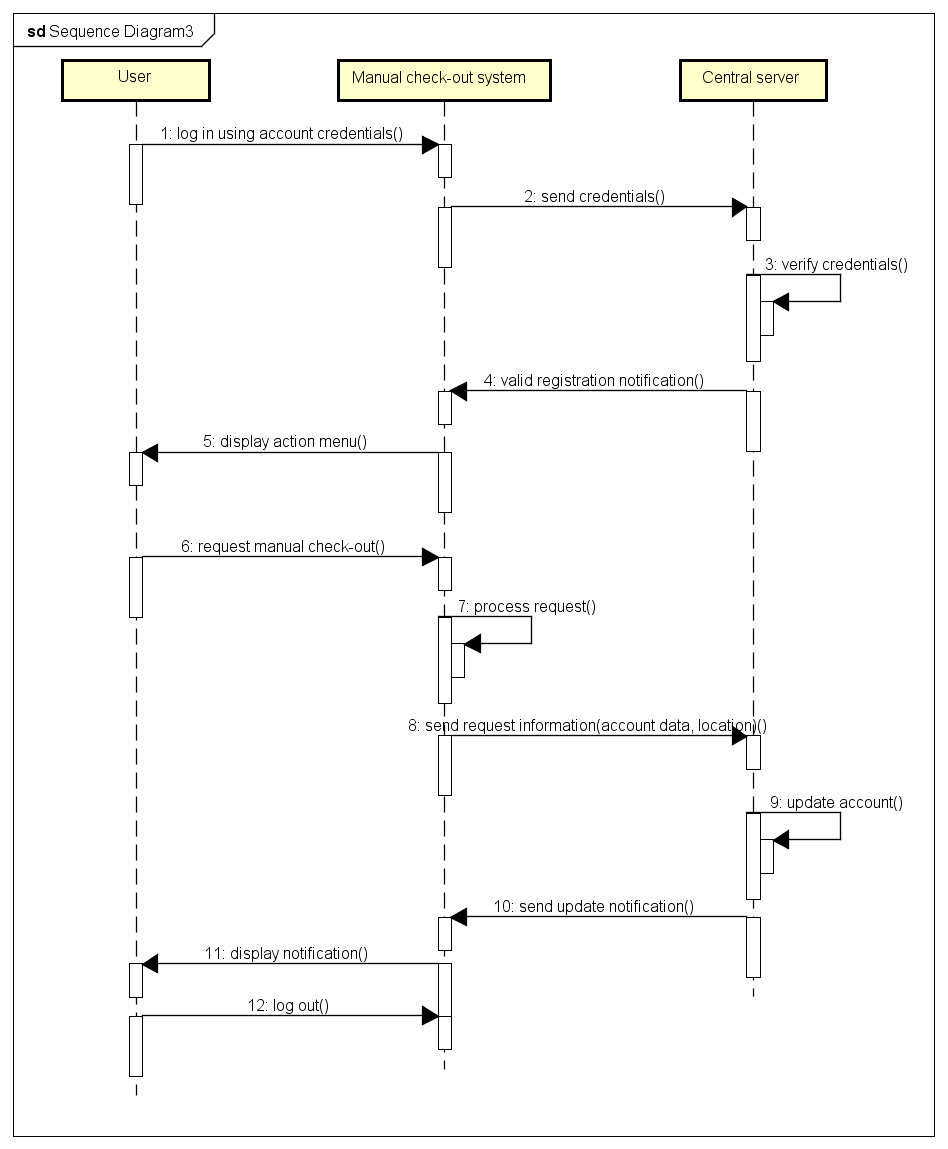 sd Sequence Diagram3
User
Manual check-out system
Central server
1: log in using account credentials()
2: send credentials()
3: verify credentials()
4: valid registration notification()
5: display action menu()
6: request manual check-out()
7: process request()
8: send request information(account data, location)()
9: update account()
10: send update notification()
11: display notification()
12: log out()